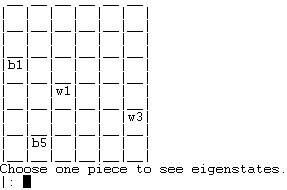 b1
w1
w3
b5
Choose one piece to see eigenstates.
|: